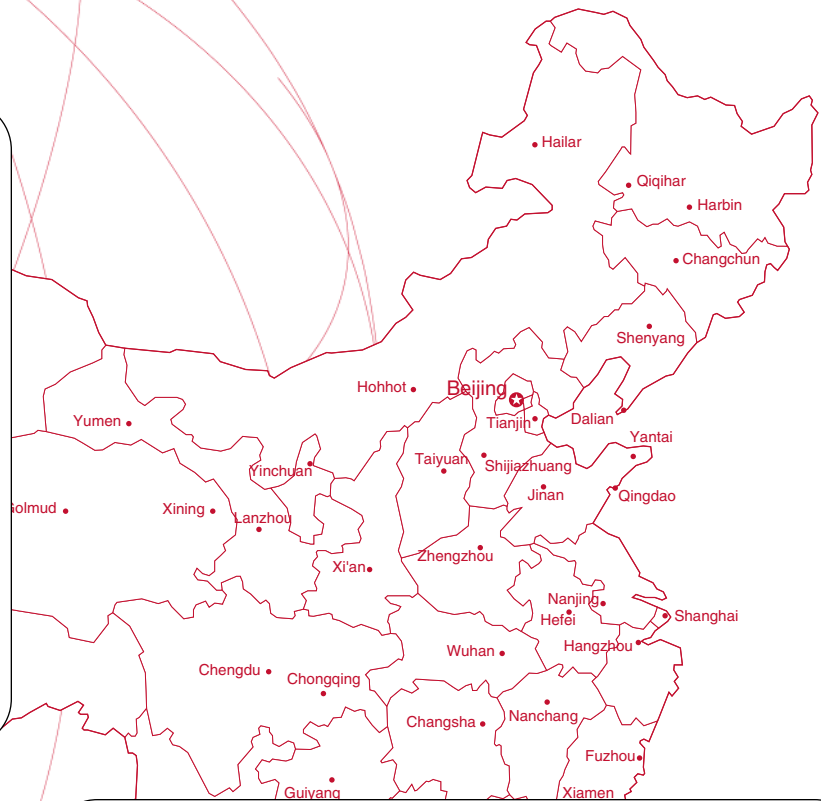 Hailar
Qiqihar
Harbin
Changchun
Shenyang
Hohhot
Beijing
Yumen
Tianjin
Dalian
Yantai
Yinchuan
Taiyuan
Shijiazhuang
Jinan
Qingdao
olmud
Xining
Lanzhou
Zhengzhou
Xi'an
Nanjing
Hefei
Shanghai
Hangzhou
Wuhan
Chengdu
Chongqing
Changsha
Nanchang
Fuzhou
Guiyang
Xiamen